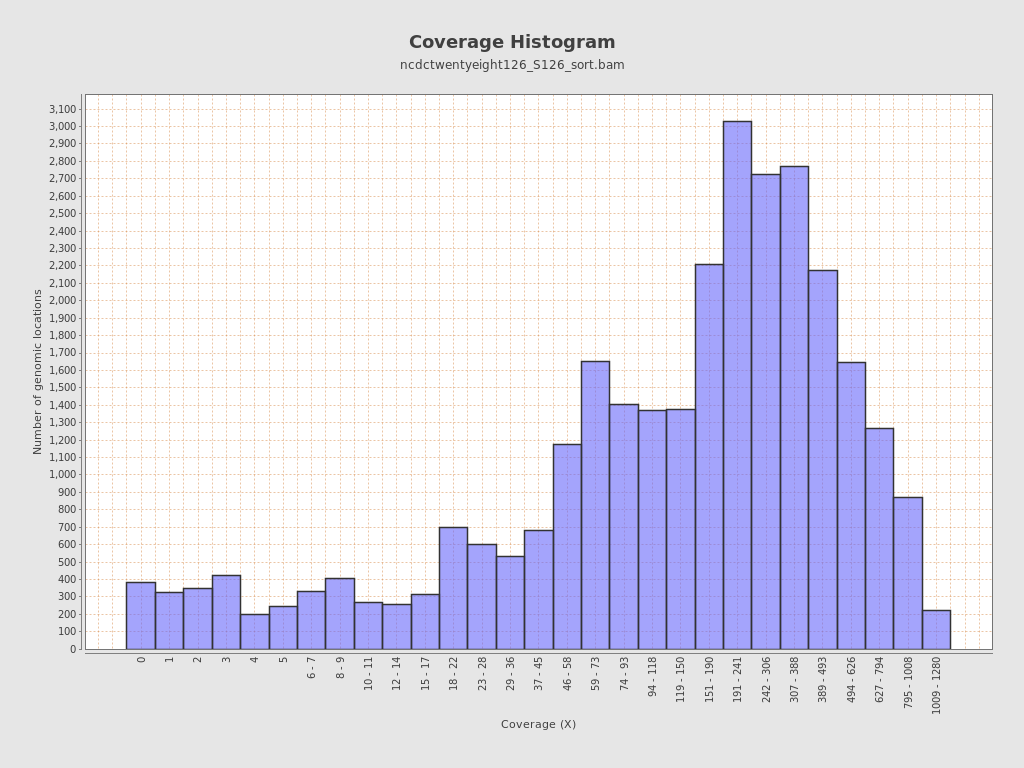 Coverage Histogram
ncdctwentyeight126_S126_sort.bam
Number of genomic locations
3,100
3,000
2,900
2,800
2,700
2,600
2,500
2,400
2,300
2,200
2,100
2,000
1,900
1,800
1,700
1,600
1,500
1,400
1,300
1,200
1,100
1,000
900
800
700
600
500
400
300
200
100
0
0
1
2
3
4
5
6 - 7
8 - 9
10 - 11
12 - 14
15 - 17
18 - 22
23 - 28
29 - 36
37 - 45
46 - 58
59 - 73
74 - 93
94 - 118
119 - 150
151 - 190
191 - 241
242 - 306
307 - 388
389 - 493
494 - 626
627 - 794
795 - 1008
1009 - 1280
Coverage (X)